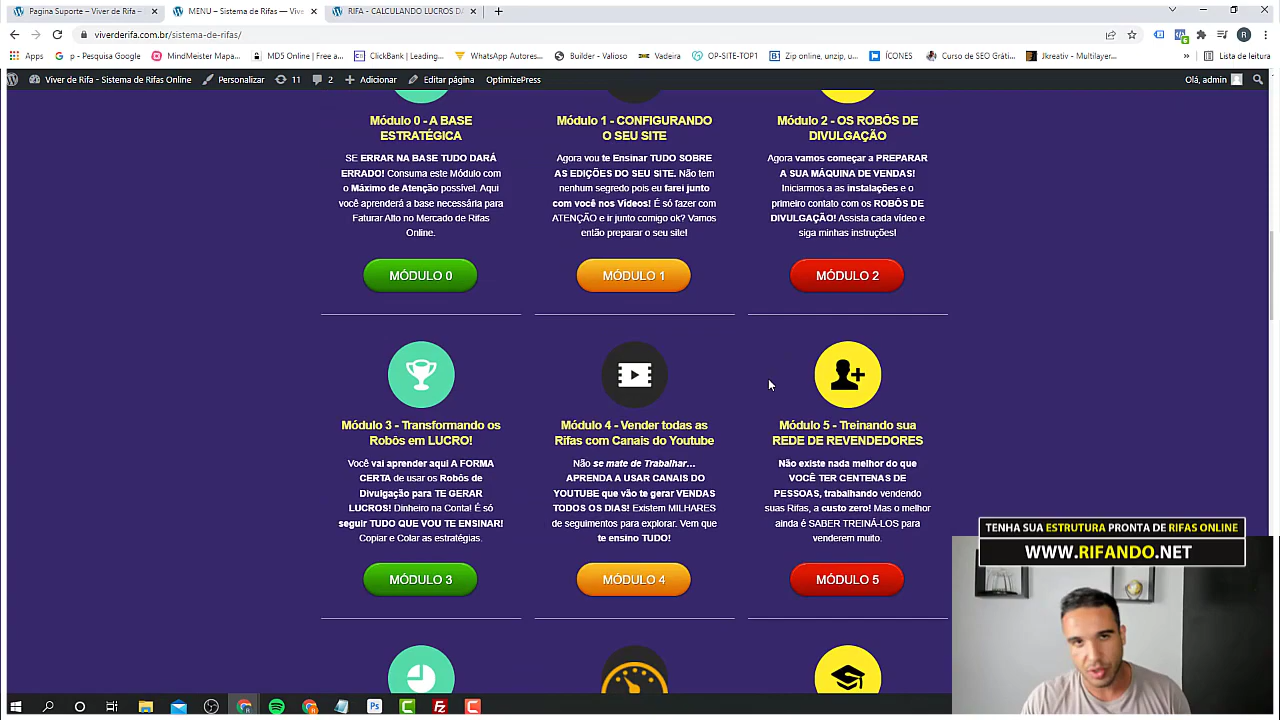 Pagina Suporte – Viver de Rifa –
MENU – Sistema de Rifas — Vive
RIFA - CALCULANDO LUCROS DA
viverderifa.com.br/sistema-de-rifas/
Apps
p - Pesquisa Google
MindMeister Mapa...
MD5 Online | Free a...
ClickBank | Leading...
WhatsApp Autores...
Builder - Valioso
Vadeira
OP-SITE-TOP1
Zip online, unzip, u...
ÍCONES
Curso de SEO Gráti...
Jkreativ - Multilayer...
»
Lista de leitura
Viver de Rifa - Sistema de Rifas Online
Personalizar
11
2
Adicionar
Editar página
OptimizePress
Olá, admin
Módulo 0 - A BASE
ESTRATÉGICA
SE ERRAR NA BASE TUDO DARÁ
ERRADO! Consuma este Módulo com
o Máximo de Atenção possível. Aqui
você aprenderá a base necessária para
Faturar Alto no Mercado de Rifas
Online.
MÓDULO 0
Módulo 1 - CONFIGURANDO
O SEU SITE
Agora vou te Ensinar TUDO SOBRE
AS EDIÇÕES DO SEU SITE. Não tem
nenhum segredo pois eu farei junto
com você nos Vídeos! É só fazer com
ATENÇÃO e ir junto comigo ok? Vamos
então preparar o seu site!
MÓDULO 1
Módulo 2 - OS ROBÔS DE
DIVULGAÇÃO
Agora vamos começar a PREPARAR
A SUA MÁQUINA DE VENDAS!
Iniciarmos a as instalações e o
primeiro contato com os ROBÔS DE
DIVULGAÇÃO! Assista cada vídeo e
siga minhas instruções!
MÓDULO 2
Módulo 3 - Transformando os
Robôs em LUCRO!
Você vai aprender aqui A FORMA
CERTA de usar os Robôs de
Divulgação para TE GERAR
LUCROS! Dinheiro na Conta! É só
seguir TUDO QUE VOU TE ENSINAR!
Copiar e Colar as estratégias.
MÓDULO 3
Módulo 4 - Vender todas as
Rifas com Canais do Youtube
Não se mate de Trabalhar…
APRENDA A USAR CANAIS DO
YOUTUBE que vão te gerar VENDAS
TODOS OS DIAS! Existem MILHARES
de seguimentos para explorar. Vem que
te ensino TUDO!
MÓDULO 4
Módulo 5 - Treinando sua
REDE DE REVENDEDORES
Não existe nada melhor do que
VOCÊ TER CENTENAS DE
PESSOAS, trabalhando vendendo
suas Rifas, a custo zero! Mas o melhor
ainda é SABER TREINÁ-LOS para
venderem muito.
MÓDULO 5
TENHA SUA ESTRUTURA PRONTA DE RIFAS ONLINE
WWW.RIFANDO.NET